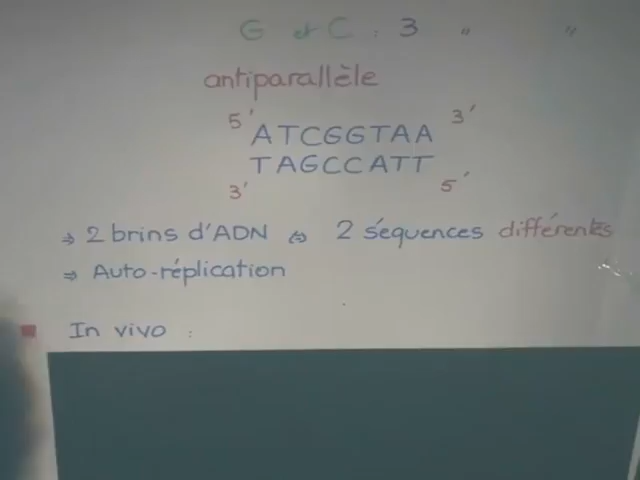 G et C : 3 " "
antiparallèle
5' ATCGGTAA 3'
TAGCCATT
3' 5'
⇒ 2 brins d'ADN ⇔ 2 séquences différentes
⇒ Auto-réplication
In vivo :